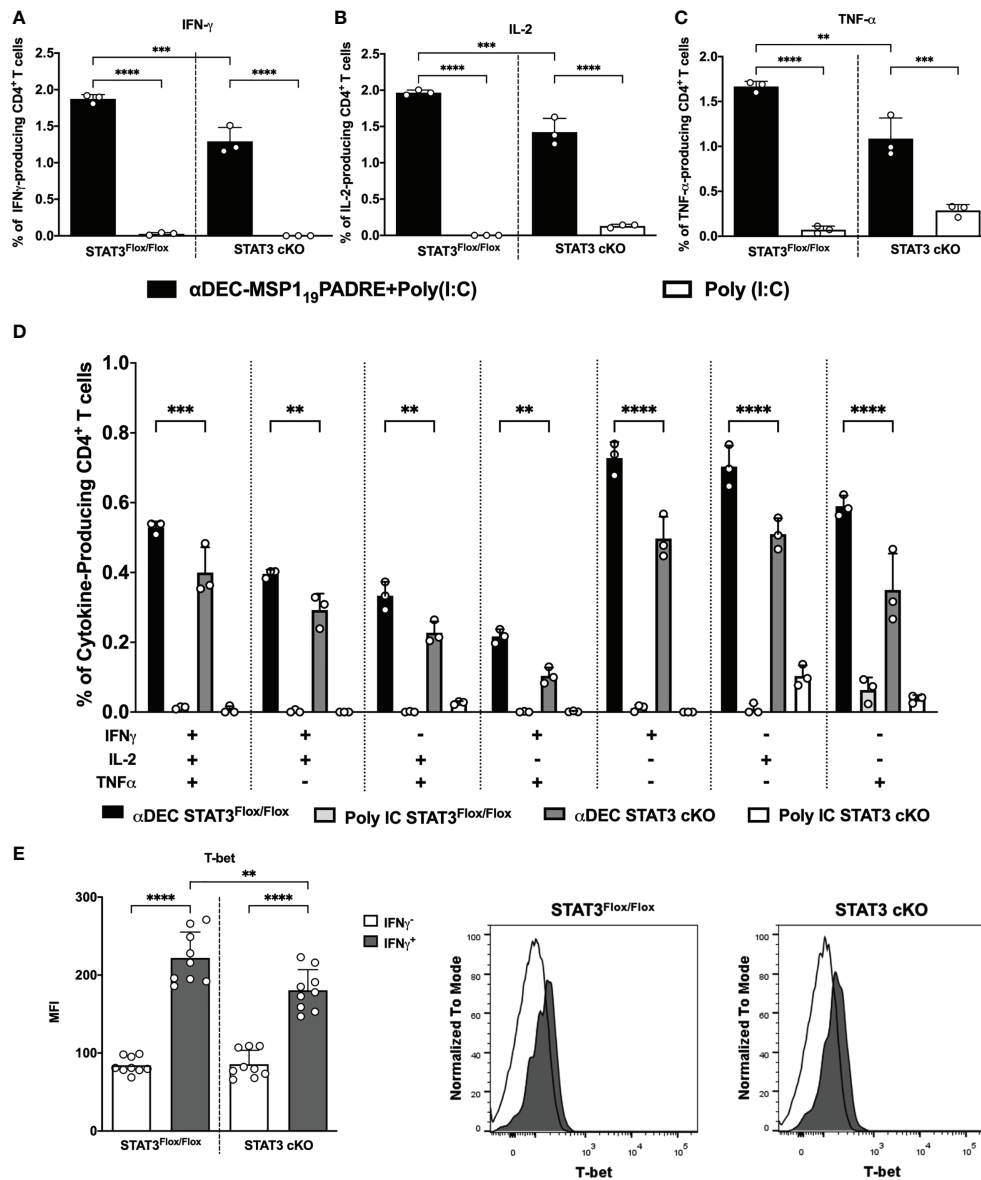 A
IFN-γ
***
****
****
% of IFNγ-producing CD4+ T cells
2.5
2.0
1.5
1.0
0.5
0.0
STAT3Flox/Flox
STAT3 cKO
B
IL-2
***
****
****
% of IL-2-producing CD4+ T cells
2.5
2.0
1.5
1.0
0.5
0.0
STAT3Flox/Flox
STAT3 cKO
C
TNF-α
**
****
***
% of TNF-α-producing CD4+ T cells
2.0
1.5
1.0
0.5
0.0
STAT3Flox/Flox
STAT3 cKO
αDEC-MSP119PADRE+Poly(I:C)
Poly (I:C)
D
% of Cytokine-Producing CD4+ T cells
1.0
0.8
0.6
0.4
0.2
0.0
*** ** ** ** **** **** ****
IFNγ + + - + + - -
IL-2 + + + - - + -
TNFα + - + + - - +
αDEC STAT3Flox/Flox
Poly IC STAT3Flox/Flox
αDEC STAT3 cKO
Poly IC STAT3 cKO
E
T-bet
**
****
****
MFI
300
200
100
0
STAT3Flox/Flox
STAT3 cKO
IFNγ-
IFNγ+
STAT3Flox/Flox
Normalized To Mode
100
80
60
40
20
0
0 103 104 105
T-bet
STAT3 cKO
Normalized To Mode
100
80
60
40
20
0
0 103 104 105
T-bet